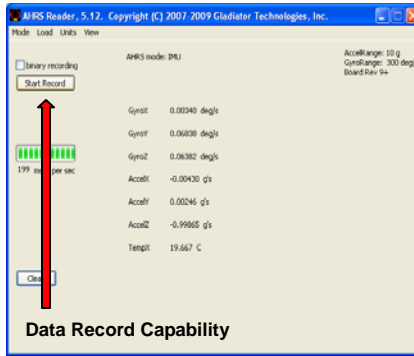 AHRS Reader, 5.12. Copyright (C) 2007-2009 Gladiator Technologies, Inc.
Mode Load Units View
binary recording
Start Record
AHRS mode: IMU
AccelRange: 10 g
GyroRange: 300 deg/
Board Rev 9+
GyroX 0.00340 deg/s
GyroY 0.06838 deg/s
GyroZ 0.06382 deg/s
199 per sec
AccelX -0.00430 g's
AccelY 0.00246 g's
AccelZ -0.99865 g's
TempX 19.667 C
Data Record Capability